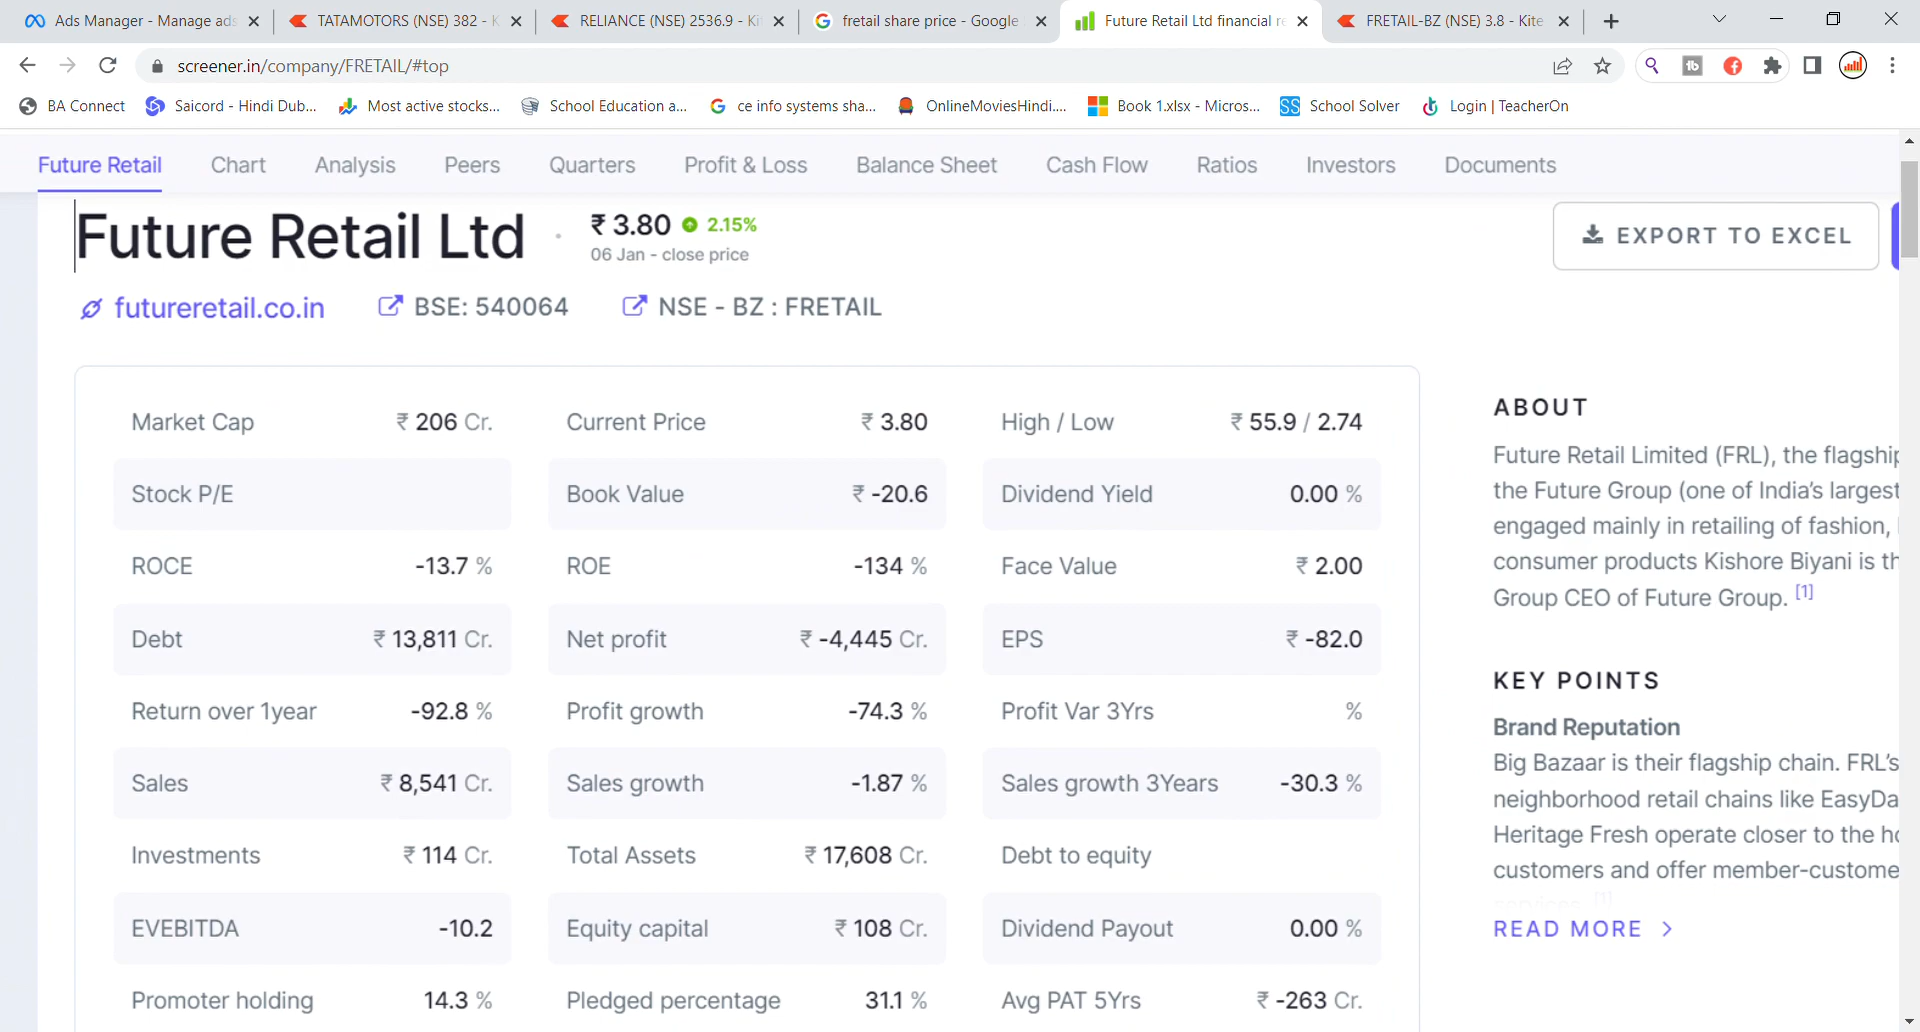 Ads Manager - Manage ads
TATAMOTORS (NSE) 382 - K
RELIANCE (NSE) 2536.9 - Ki
fretail share price - Google
Future Retail Ltd financial re
FRETAIL-BZ (NSE) 3.8 - Kite
screener.in/company/FRETAIL/#top
BA Connect
Saicord - Hindi Dub...
Most active stocks...
School Education a...
ce info systems sha...
OnlineMoviesHindi....
Book 1.xlsx - Micros...
School Solver
Login | TeacherOn
Future Retail
Chart
Analysis
Peers
Quarters
Profit & Loss
Balance Sheet
Cash Flow
Ratios
Investors
Documents
Future Retail Ltd
₹ 3.80 2.15%
06 Jan - close price
EXPORT TO EXCEL
futureretail.co.in
BSE: 540064
NSE - BZ : FRETAIL
Market Cap ₹ 206 Cr.
Current Price ₹ 3.80
High / Low ₹ 55.9 / 2.74
Stock P/E
Book Value ₹ -20.6
Dividend Yield 0.00 %
ROCE -13.7 %
ROE -134 %
Face Value ₹ 2.00
Debt ₹ 13,811 Cr.
Net profit ₹ -4,445 Cr.
EPS ₹ -82.0
Return over 1year -92.8 %
Profit growth -74.3 %
Profit Var 3Yrs %
Sales ₹ 8,541 Cr.
Sales growth -1.87 %
Sales growth 3Years -30.3 %
Investments ₹ 114 Cr.
Total Assets ₹ 17,608 Cr.
Debt to equity
EVEBITDA -10.2
Equity capital ₹ 108 Cr.
Dividend Payout 0.00 %
Promoter holding 14.3 %
Pledged percentage 31.1 %
Avg PAT 5Yrs ₹ -263 Cr.
ABOUT
Future Retail Limited (FRL), the flagship
the Future Group (one of India's largest
engaged mainly in retailing of fashion,
consumer products Kishore Biyani is th
Group CEO of Future Group. [1]
KEY POINTS
Brand Reputation
Big Bazaar is their flagship chain. FRL's
neighborhood retail chains like EasyDa
Heritage Fresh operate closer to the ho
customers and offer member-custome
services. [1]
READ MORE